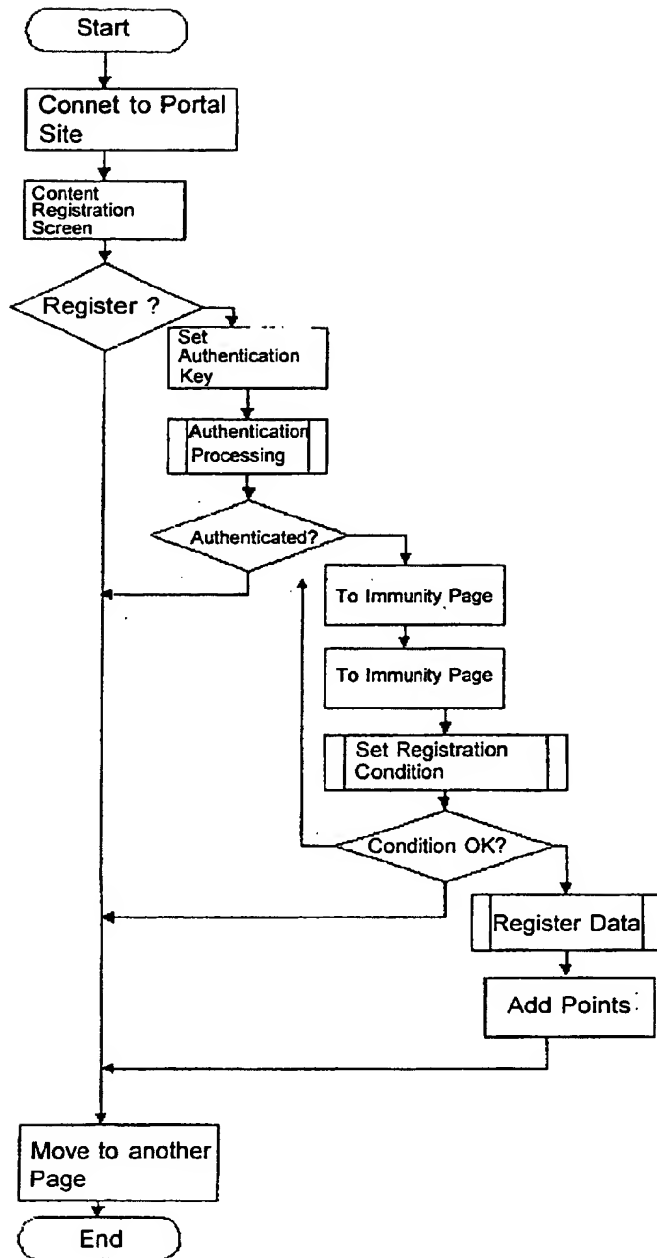 Start
Connet to Portal
Site
Content
Registration
Screen
Register ?
Set
Authentication
Key
Authentication
Processing
Authenticated?
To Immunity Page
To Immunity Page
Set Registration
Condition
Condition OK?
Register Data
Add Points
Move to another
Page
End